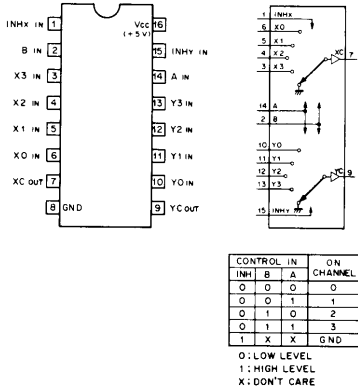 INHx IN 1
B IN 2
X3 IN 3
X2 IN 4
X1 IN 5
X0 IN 6
XC OUT 7
8 GND
Vcc 16
(+5V)
15 INHY IN
14 A IN
13 Y3 IN
12 Y2 IN
11 Y1 IN
10 Y0 IN
9 YC OUT
1 INHX
6 X0
5 X1
4 X2
3 X3
XC 7
14 A
2 B
10 Y0
11 Y1
12 Y2
13 Y3
YC 9
15 INHY
CONTROL IN ON CHANNEL
INH B A
0 0 0 0
0 0 1 1
0 1 0 2
0 1 1 3
1 X X GND
0: LOW LEVEL
1: HIGH LEVEL
X: DON'T CARE